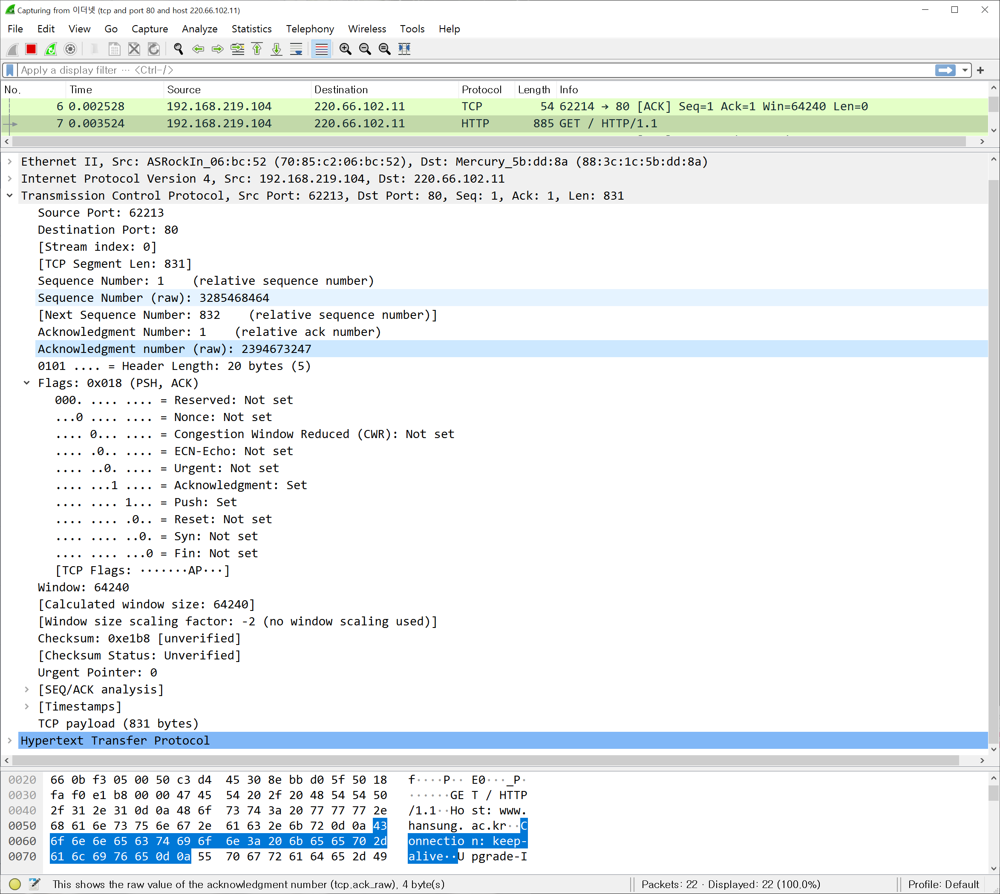 Capturing from 이더넷 (tcp and port 80 and host 220.66.102.11)
File Edit View Go Capture Analyze Statistics Telephony Wireless Tools Help
Apply a display filter ··· <Ctrl-/>
No. Time Source Destination Protocol Length Info
6 0.002528 192.168.219.104 220.66.102.11 TCP 54 62214 → 80 [ACK] Seq=1 Ack=1 Win=64240 Len=0
7 0.003524 192.168.219.104 220.66.102.11 HTTP 885 GET / HTTP/1.1
Ethernet II, Src: ASRockIn_06:bc:52 (70:85:c2:06:bc:52), Dst: Mercury_5b:dd:8a (88:3c:1c:5b:dd:8a)
Internet Protocol Version 4, Src: 192.168.219.104, Dst: 220.66.102.11
Transmission Control Protocol, Src Port: 62213, Dst Port: 80, Seq: 1, Ack: 1, Len: 831
Source Port: 62213
Destination Port: 80
[Stream index: 0]
[TCP Segment Len: 831]
Sequence Number: 1    (relative sequence number)
Sequence Number (raw): 3285468464
[Next Sequence Number: 832    (relative sequence number)]
Acknowledgment Number: 1    (relative ack number)
Acknowledgment number (raw): 2394673247
0101 .... = Header Length: 20 bytes (5)
Flags: 0x018 (PSH, ACK)
000. .... .... = Reserved: Not set
...0 .... .... = Nonce: Not set
.... 0... .... = Congestion Window Reduced (CWR): Not set
.... .0.. .... = ECN-Echo: Not set
.... ..0. .... = Urgent: Not set
.... ...1 .... = Acknowledgment: Set
.... .... 1... = Push: Set
.... .... .0.. = Reset: Not set
.... .... ..0. = Syn: Not set
.... .... ...0 = Fin: Not set
[TCP Flags: ·······AP···]
Window: 64240
[Calculated window size: 64240]
[Window size scaling factor: -2 (no window scaling used)]
Checksum: 0xe1b8 [unverified]
[Checksum Status: Unverified]
Urgent Pointer: 0
[SEQ/ACK analysis]
[Timestamps]
TCP payload (831 bytes)
Hypertext Transfer Protocol
0020 66 0b f3 05 00 50 c3 d4 45 30 8e bb d0 5f 50 18 f····P·· E0···_P·
0030 fa f0 e1 b8 00 00 47 45 54 20 2f 20 48 54 54 50 ······GE T / HTTP
0040 2f 31 2e 31 0d 0a 48 6f 73 74 3a 20 77 77 77 2e /1.1··Ho st: www.
0050 68 61 6e 73 75 6e 67 2e 61 63 2e 6b 72 0d 0a 43 hansung. ac.kr··C
0060 6f 6e 6e 65 63 74 69 6f 6e 3a 20 6b 65 65 70 2d onnectio n: keep-
0070 61 6c 69 76 65 0d 0a 55 70 67 72 61 64 65 2d 49 alive··U pgrade-I
This shows the raw value of the acknowledgment number (tcp.ack_raw), 4 byte(s) Packets: 22 · Displayed: 22 (100.0%) Profile: Default